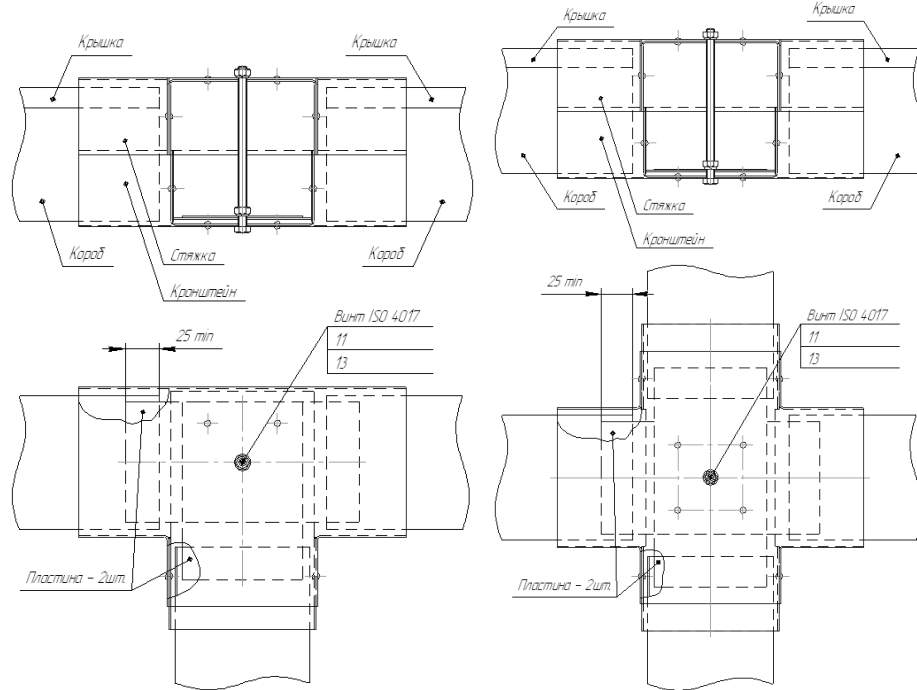 Крышка
Крышка
Короб
Стяжка
Короб
Кронштейн
25 min
Винт ISO 4017
11
13
Пластина - 2шт.
Крышка
Крышка
Короб
Стяжка
Короб
Кронштейн
25 min
Винт ISO 4017
11
13
Пластина - 2шт.